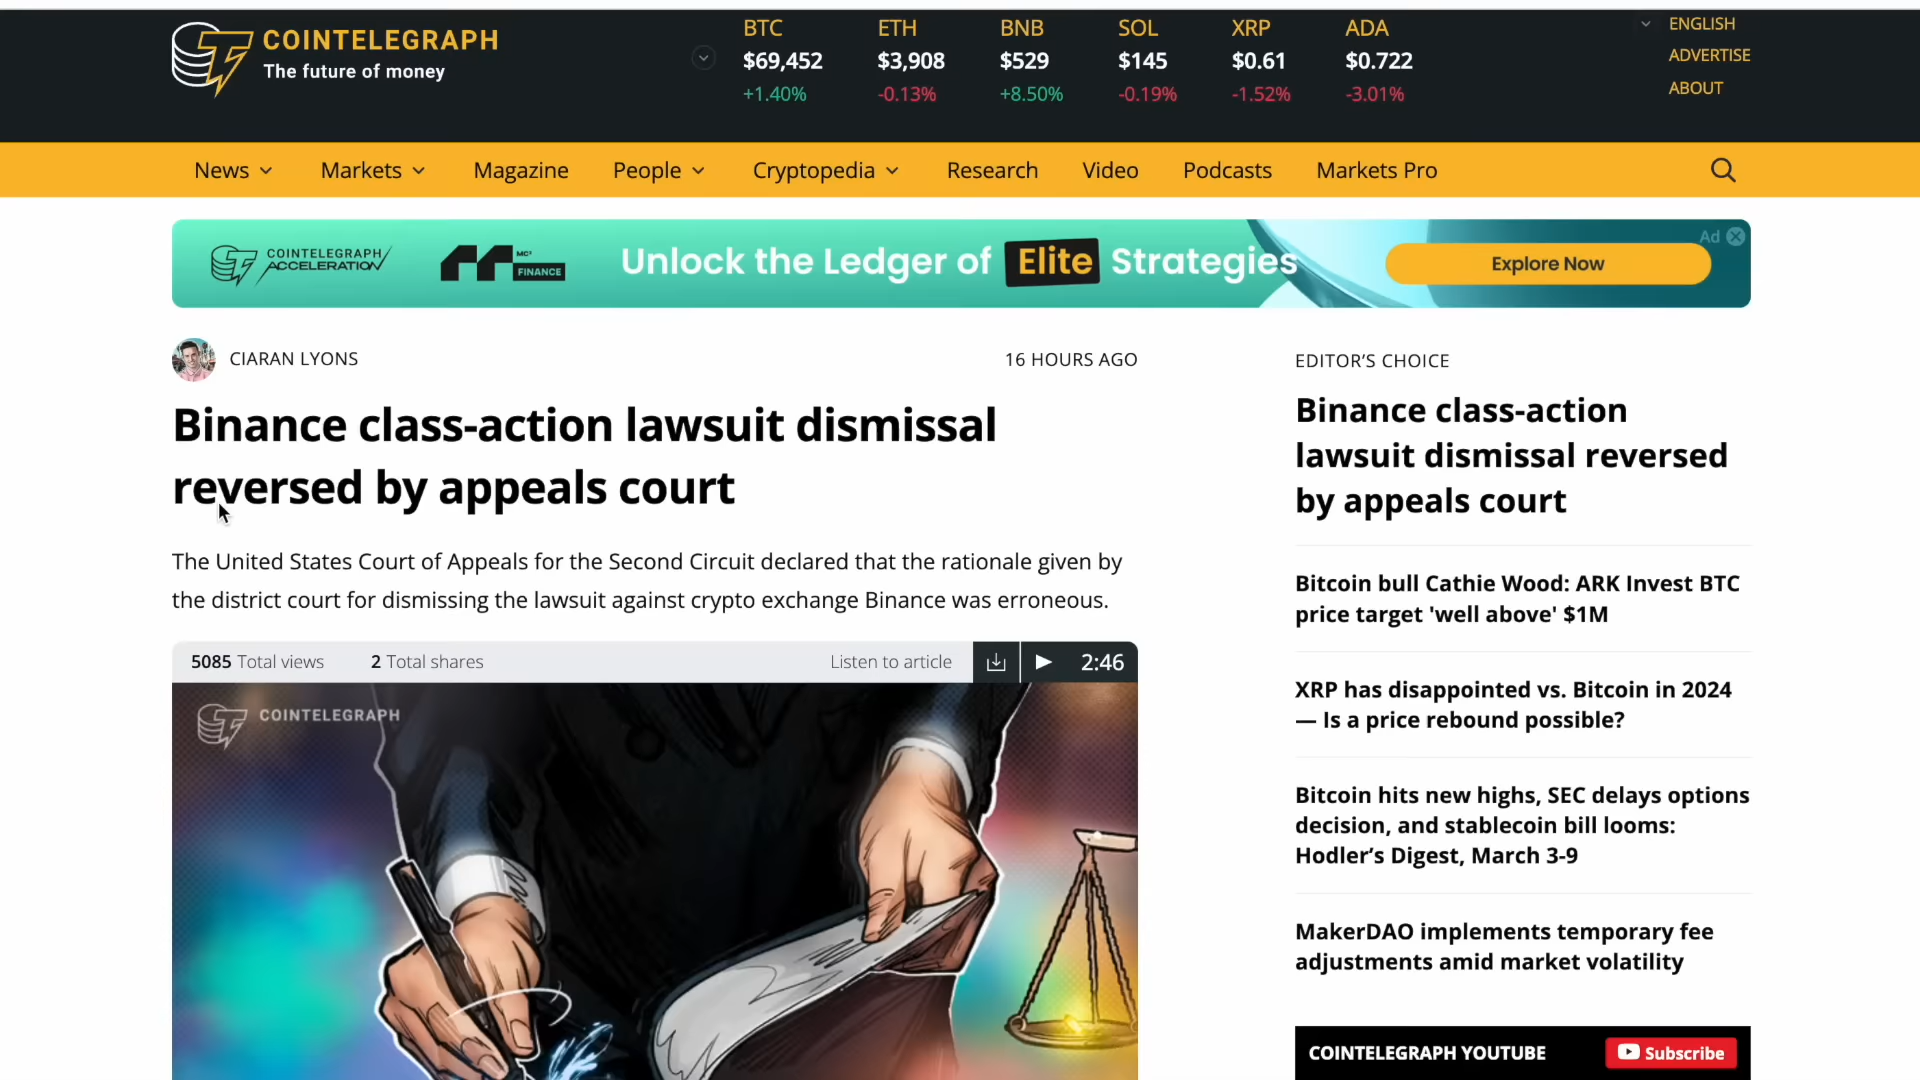 COINTELEGRAPH
The future of money
BTC
$69,452
+1.40%
ETH
$3,908
-0.13%
BNB
$529
+8.50%
SOL
$145
-0.19%
XRP
$0.61
-1.52%
ADA
$0.722
-3.01%
ENGLISH
ADVERTISE
ABOUT
News Markets Magazine People Cryptopedia Research Video Podcasts Markets Pro
COINTELEGRAPH
ACCELERATION
MC²
FINANCE
Unlock the Ledger of Elite Strategies
Explore Now
Ad
CIARAN LYONS
16 HOURS AGO
Binance class-action lawsuit dismissal
reversed by appeals court
The United States Court of Appeals for the Second Circuit declared that the rationale given by
the district court for dismissing the lawsuit against crypto exchange Binance was erroneous.
5085 Total views 2 Total shares Listen to article 2:46
COINTELEGRAPH
EDITOR'S CHOICE
Binance class-action
lawsuit dismissal reversed
by appeals court
Bitcoin bull Cathie Wood: ARK Invest BTC
price target 'well above' $1M
XRP has disappointed vs. Bitcoin in 2024
— Is a price rebound possible?
Bitcoin hits new highs, SEC delays options
decision, and stablecoin bill looms:
Hodler's Digest, March 3-9
MakerDAO implements temporary fee
adjustments amid market volatility
COINTELEGRAPH YOUTUBE
Subscribe